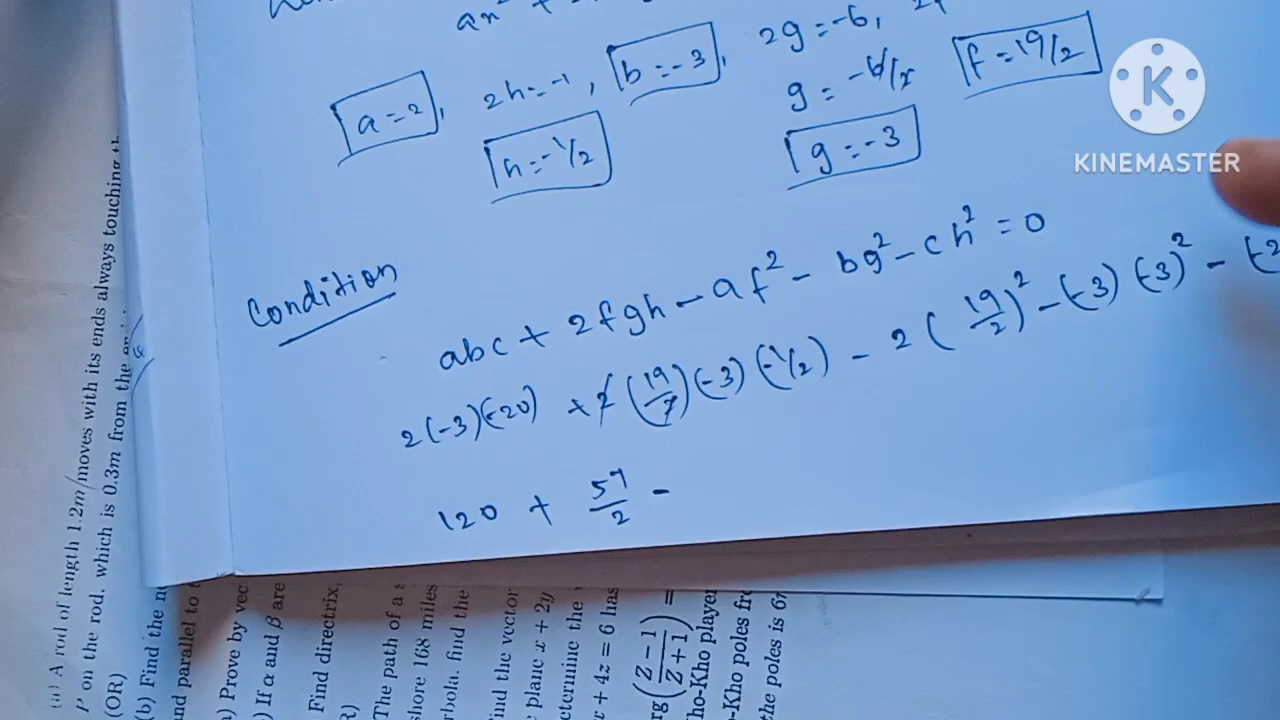 ax² +
a=2, 2h=-1, b=-3, 2g=-6,
h=-1/2 g=-6/2 f=19/2
g=-3
Condition
abc + 2fgh - af² - bg² - ch² = 0
2(-3)(-20) + 2(19/2)(-3)(-1/2) - 2(19/2)² - (-3)(-3)² -
120 + 57/2 -
K
KINEMASTER
(a) A rod of length 1.2m moves with its ends always touching
P on the rod, which is 0.3m from the
(OR)
(b) Find the
and parallel to
) Prove by vec
) If α and β are
Find directrix,
The path of a
shore 168 miles
find the
the vector
plane x + 2y
the
x + 4z = 6 has
arg(Z - 1/Z + 1) =
ho-Kho player
-Kho poles
the poles is 6